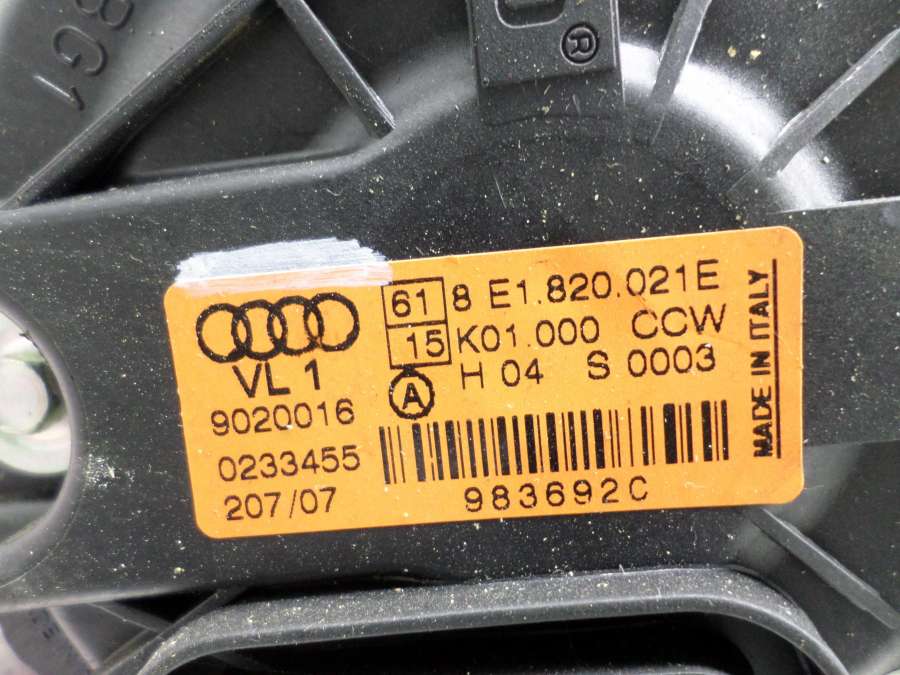 ®
61 8 E1.820.021E
15 K01.000 CCW
A H 04 S 0003
VL 1
9020016
0233455
207/07
983692C
MADE IN ITALY